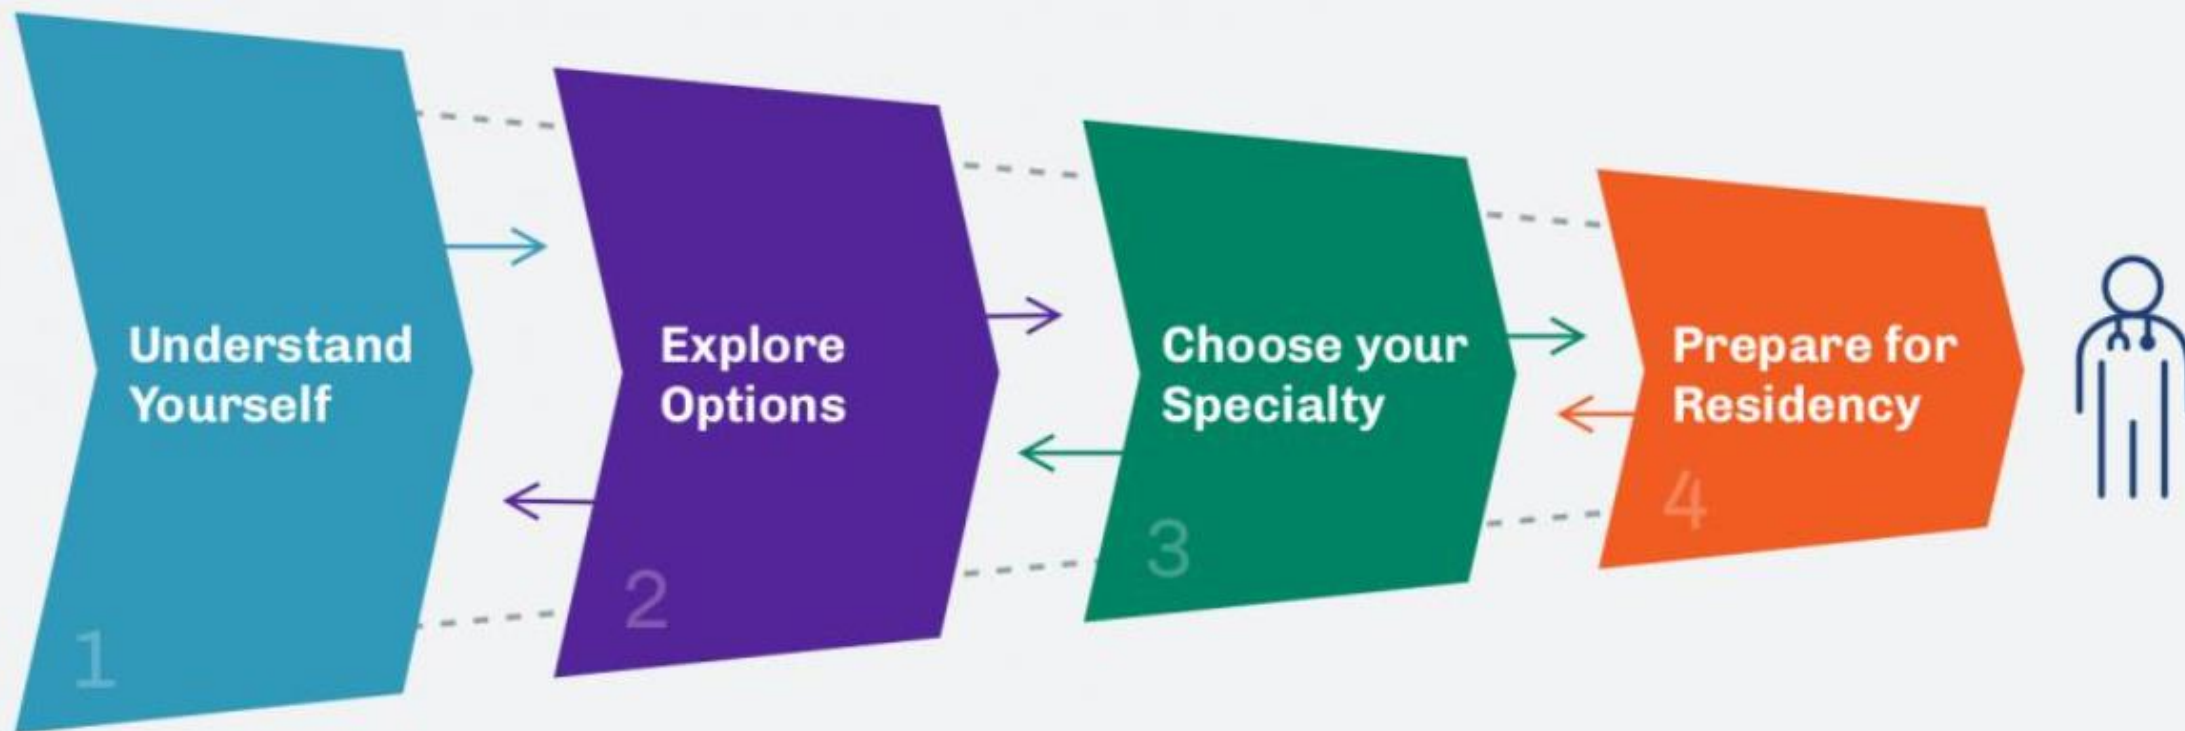 Understand
Yourself
1
Explore
Options
2
Choose your
Specialty
3
Prepare for
Residency
4